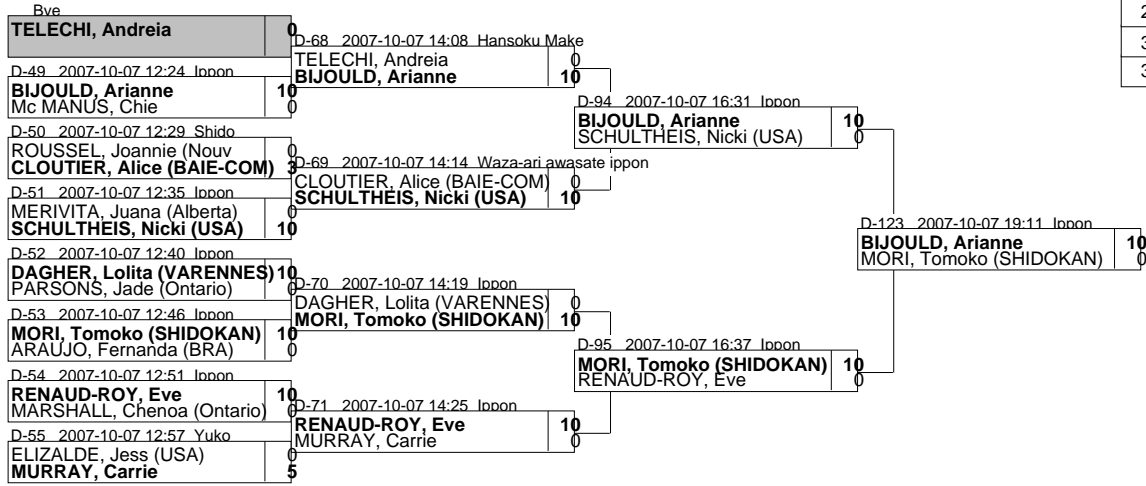 Bye
TELECHI, Andreia 0
D-49 2007-10-07 12:24 Ippon
BIJOULD, Arianne 10
Mc MANUS, Chie 0
D-50 2007-10-07 12:29 Shido
ROUSSEL, Joannie (Nouv 0
CLOUTIER, Alice (BAIE-COM) 3
D-51 2007-10-07 12:35 Ippon
MERIVITA, Juana (Alberta) 0
SCHULTHEIS, Nicki (USA) 10
D-52 2007-10-07 12:40 Ippon
DAGHER, Lolita (VARENNES) 10
PARSONS, Jade (Ontario) 0
D-53 2007-10-07 12:46 Ippon
MORI, Tomoko (SHIDOKAN) 10
ARAUJO, Fernanda (BRA) 0
D-54 2007-10-07 12:51 Ippon
RENAUD-ROY, Eve 10
MARSHALL, Chenoa (Ontario) 0
D-55 2007-10-07 12:57 Yuko
ELIZALDE, Jess (USA) 0
MURRAY, Carrie 5
D-68 2007-10-07 14:08 Hansoku Make
TELECHI, Andreia 0
BIJOULD, Arianne 10
D-69 2007-10-07 14:14 Waza-ari awasate ippon
CLOUTIER, Alice (BAIE-COM) 0
SCHULTHEIS, Nicki (USA) 10
D-70 2007-10-07 14:19 Ippon
DAGHER, Lolita (VARENNES) 0
MORI, Tomoko (SHIDOKAN) 10
D-71 2007-10-07 14:25 Ippon
RENAUD-ROY, Eve 10
MURRAY, Carrie 0
D-94 2007-10-07 16:31 Ippon
BIJOULD, Arianne 10
SCHULTHEIS, Nicki (USA) 0
D-95 2007-10-07 16:37 Ippon
MORI, Tomoko (SHIDOKAN) 10
RENAUD-ROY, Eve 0
D-123 2007-10-07 19:11 Ippon
BIJOULD, Arianne 10
MORI, Tomoko (SHIDOKAN) 0
2
3
3